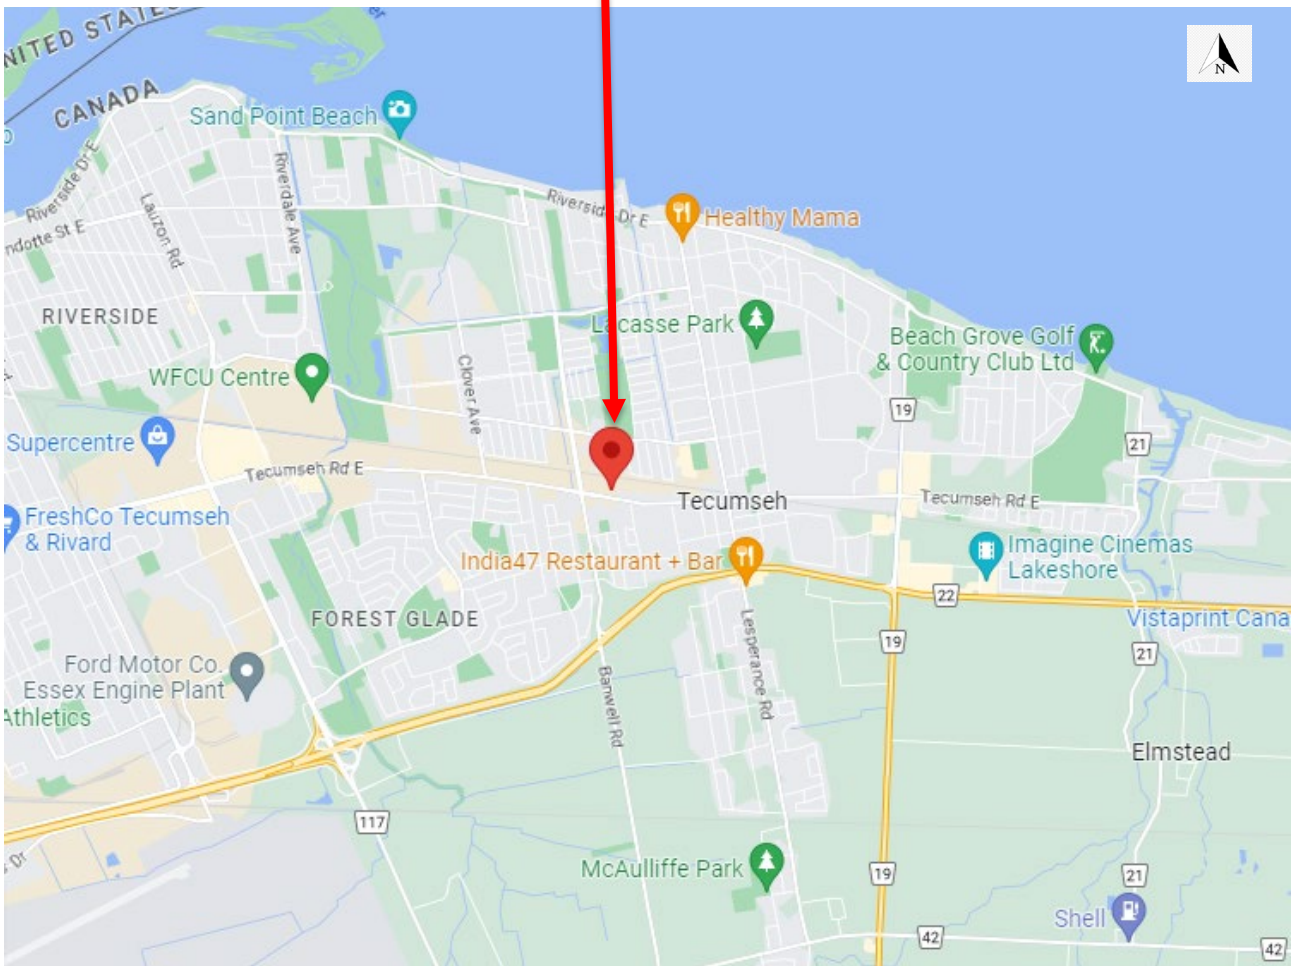 UNITED STATES
er
N
CANADA
Sand Point Beach
Riverside Dr E
Lauzon Rd
Riverdale Ave
Riverside Dr E
Healthy Mama
ndotte St E
RIVERSIDE
Lacasse Park
Beach Grove Golf
& Country Club Ltd
WFCU Centre
Clover Ave
19
21
Supercentre
Tecumseh Rd E
Tecumseh
Tecumseh Rd E
FreshCo Tecumseh
& Rivard
India47 Restaurant + Bar
Imagine Cinemas
Lakeshore
22
FOREST GLADE
Vistaprint Cana
19
21
Lesperance Rd
Banwell Rd
Ford Motor Co.
Essex Engine Plant
Athletics
Elmstead
117
s Dr
McAulliffe Park
19
21
Shell
42
42